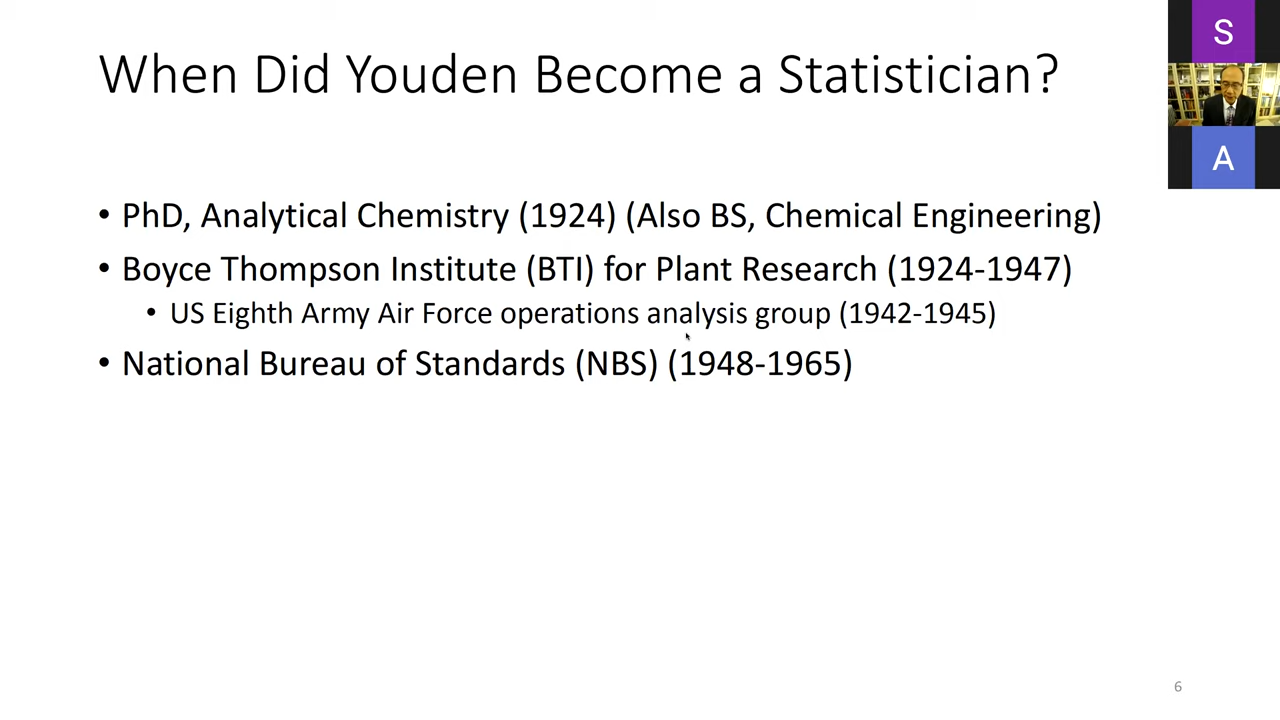 When Did Youden Become a Statistician?
• PhD, Analytical Chemistry (1924) (Also BS, Chemical Engineering)
• Boyce Thompson Institute (BTI) for Plant Research (1924-1947)
• US Eighth Army Air Force operations analysis group (1942-1945)
• National Bureau of Standards (NBS) (1948-1965)
S
A
6